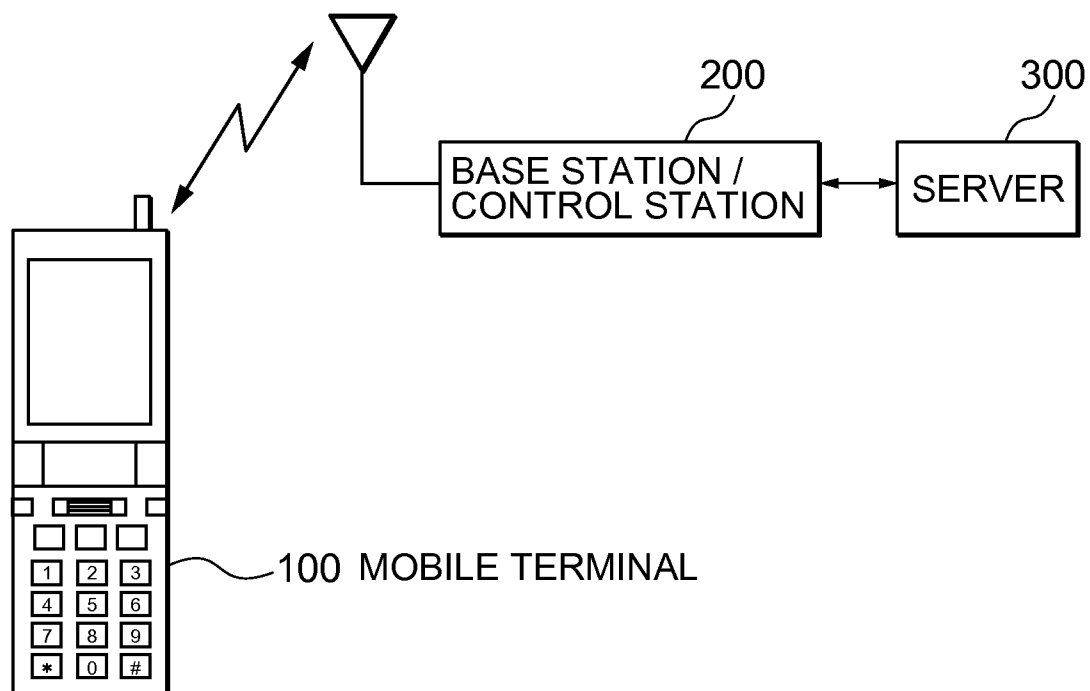 200
300
BASE STATION /
CONTROL STATION
SERVER
100 MOBILE TERMINAL
1 2 3
4 5 6
7 8 9
* 0 #